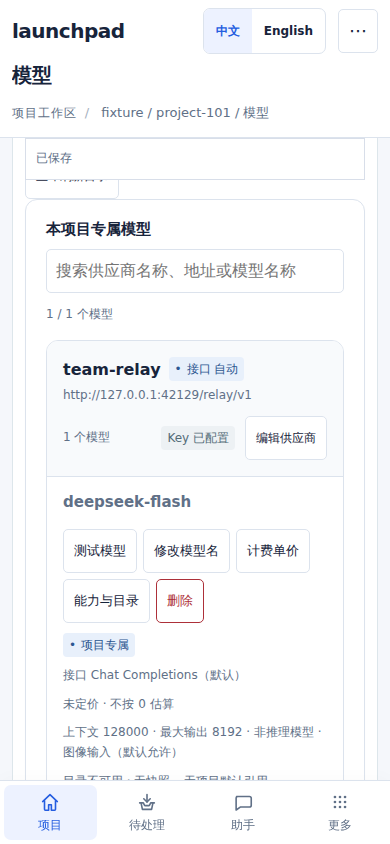 launchpad
中文 English ···
模型
项目工作区 / fixture / project-101 / 模型
已保存
本项目专属模型
搜索供应商名称、地址或模型名称
1 / 1 个模型
team-relay • 接口 自动
http://127.0.0.1:42129/relay/v1
1 个模型 Key 已配置 编辑供应商
deepseek-flash
测试模型 修改模型名 计费单价
能力与目录 删除
• 项目专属
接口 Chat Completions（默认）
未定价 · 不按 0 估算
上下文 128000 · 最大输出 8192 · 非推理模型 ·
图像输入（默认允许）
项目 待处理 助手 更多